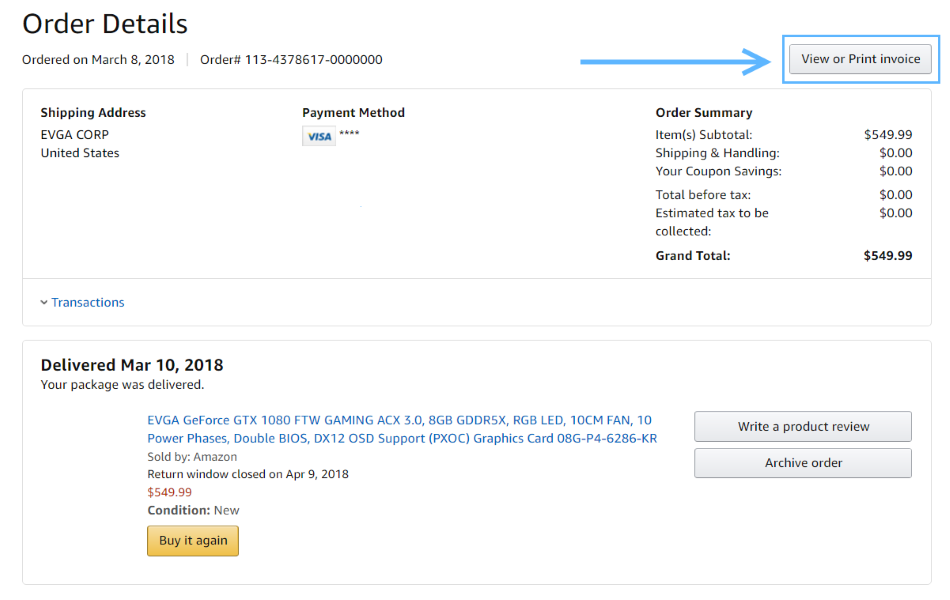 Order Details
Ordered on March 8, 2018 | Order# 113-4378617-0000000
View or Print invoice
Shipping Address
EVGA CORP
United States
Payment Method
VISA ****
Order Summary
Item(s) Subtotal: $549.99
Shipping & Handling: $0.00
Your Coupon Savings: $0.00
Total before tax: $0.00
Estimated tax to be $0.00
collected:
Grand Total: $549.99
Transactions
Delivered Mar 10, 2018
Your package was delivered.
EVGA GeForce GTX 1080 FTW GAMING ACX 3.0, 8GB GDDR5X, RGB LED, 10CM FAN, 10
Power Phases, Double BIOS, DX12 OSD Support (PXOC) Graphics Card 08G-P4-6286-KR
Sold by: Amazon
Return window closed on Apr 9, 2018
$549.99
Condition: New
Buy it again
Write a product review
Archive order